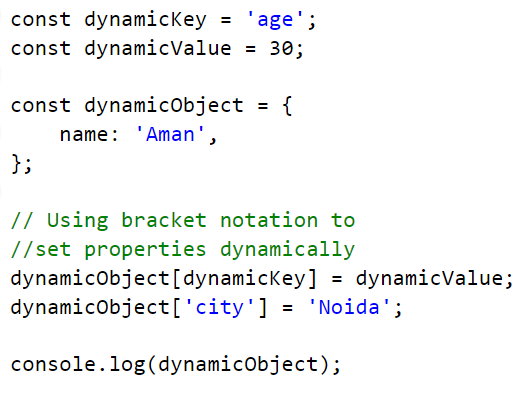 const dynamicKey = 'age';
const dynamicValue = 30;

const dynamicObject = {
    name: 'Aman',
};

// Using bracket notation to
//set properties dynamically
dynamicObject[dynamicKey] = dynamicValue;
dynamicObject['city'] = 'Noida';

console.log(dynamicObject);